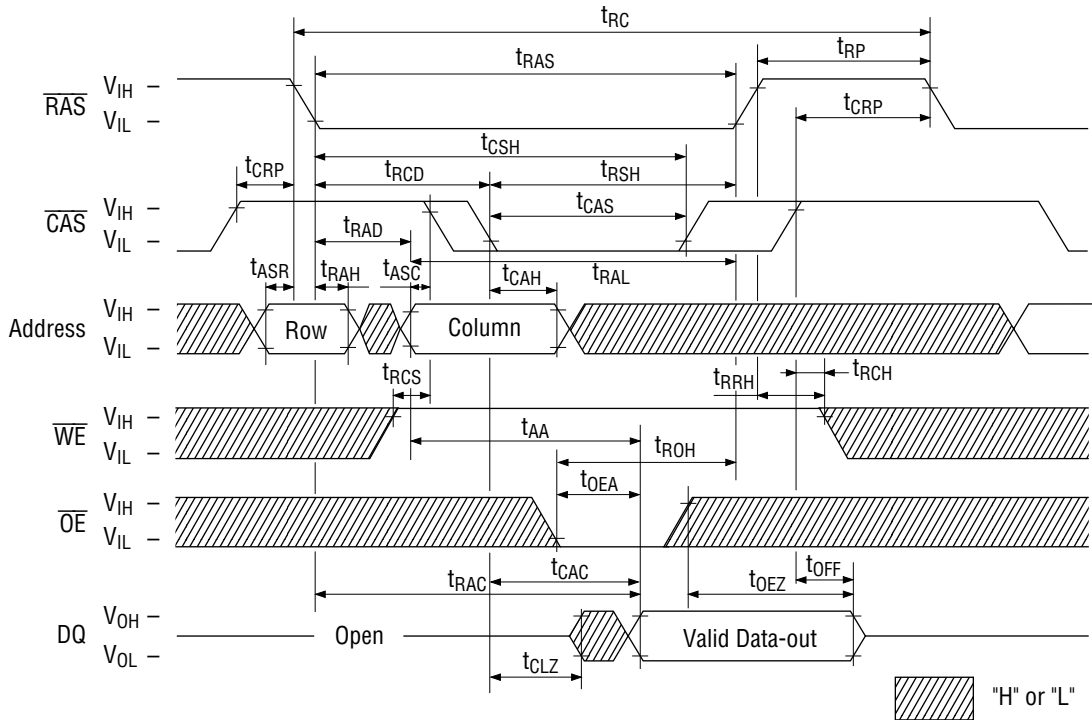 tRC
tRAS
tRP
RAS
VIH –
VIL –
tCRP
tCSH
tCRP
tRCD
tRSH
CAS
VIH –
VIL –
tCAS
tRAD
tRAL
tASR
tRAH
tASC
tCAH
Address
VIH –
VIL –
Row
Column
tRCS
tRRH
tRCH
WE
VIH –
VIL –
tAA
tROH
tOEA
OE
VIH –
VIL –
tCAC
tOFF
tRAC
tOEZ
DQ
VOH –
VOL –
Open
Valid Data-out
tCLZ
"H" or "L"